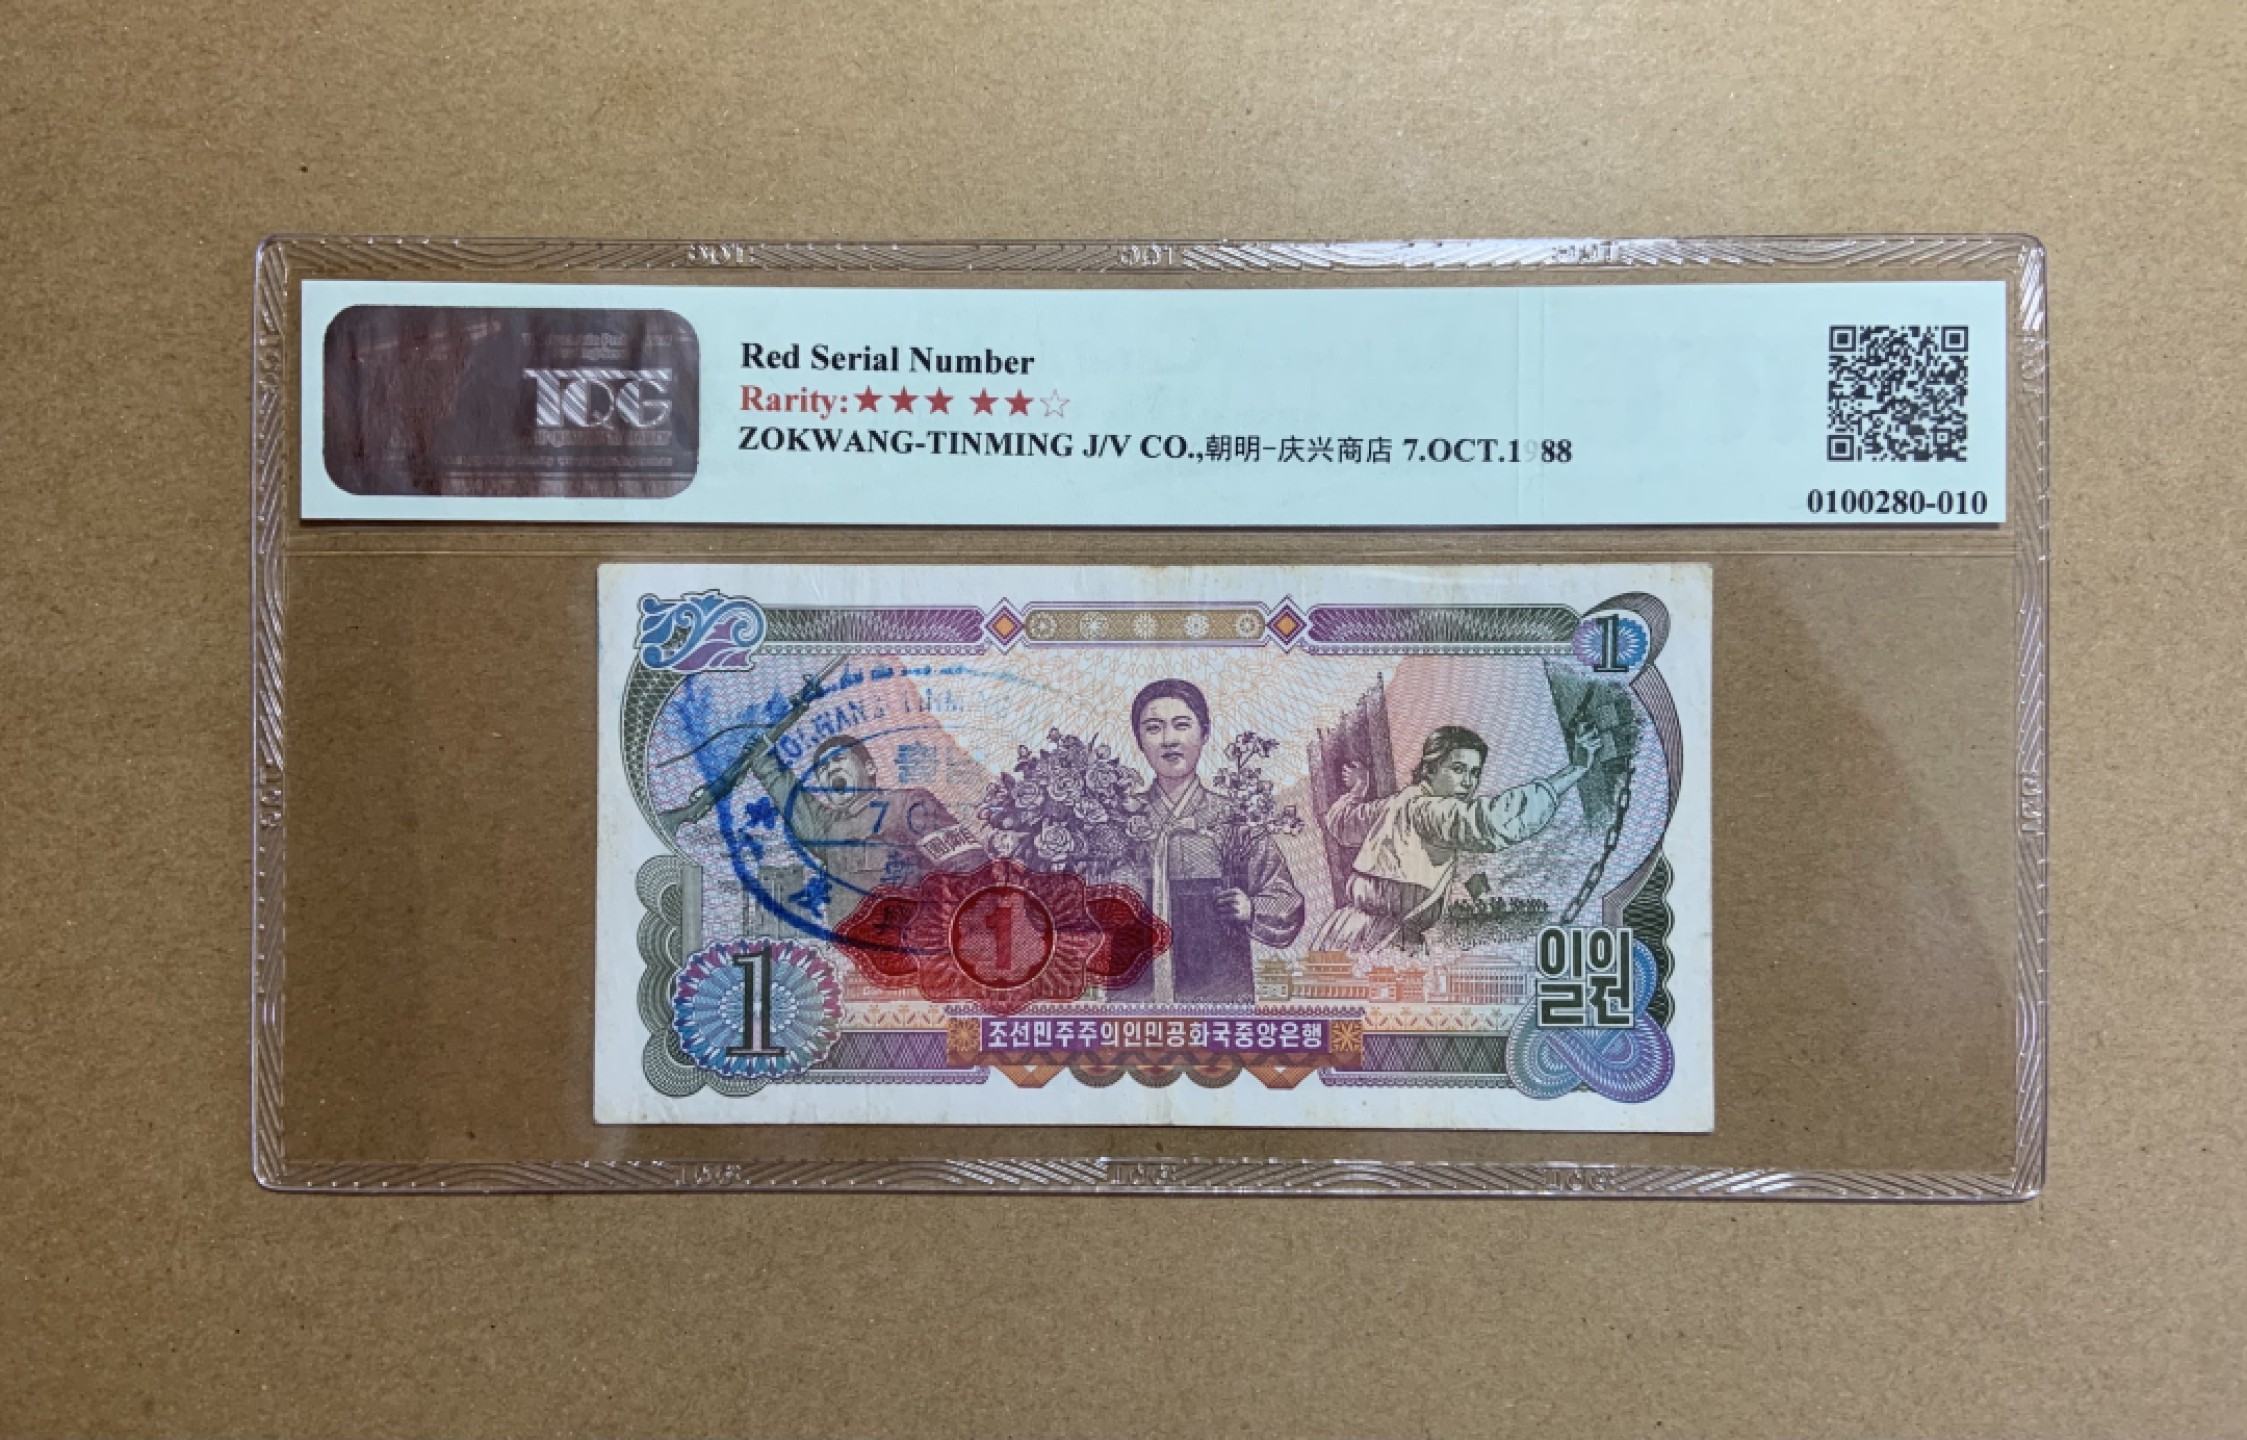 TQG
Red Serial Number
Rarity:★★★ ★★☆
ZOKWANG-TINMING J/V CO.,朝明-庆兴商店 7.OCT.1988
0100280-010
1
7
1
1
일원
조선민주주의인민공화국중앙은행